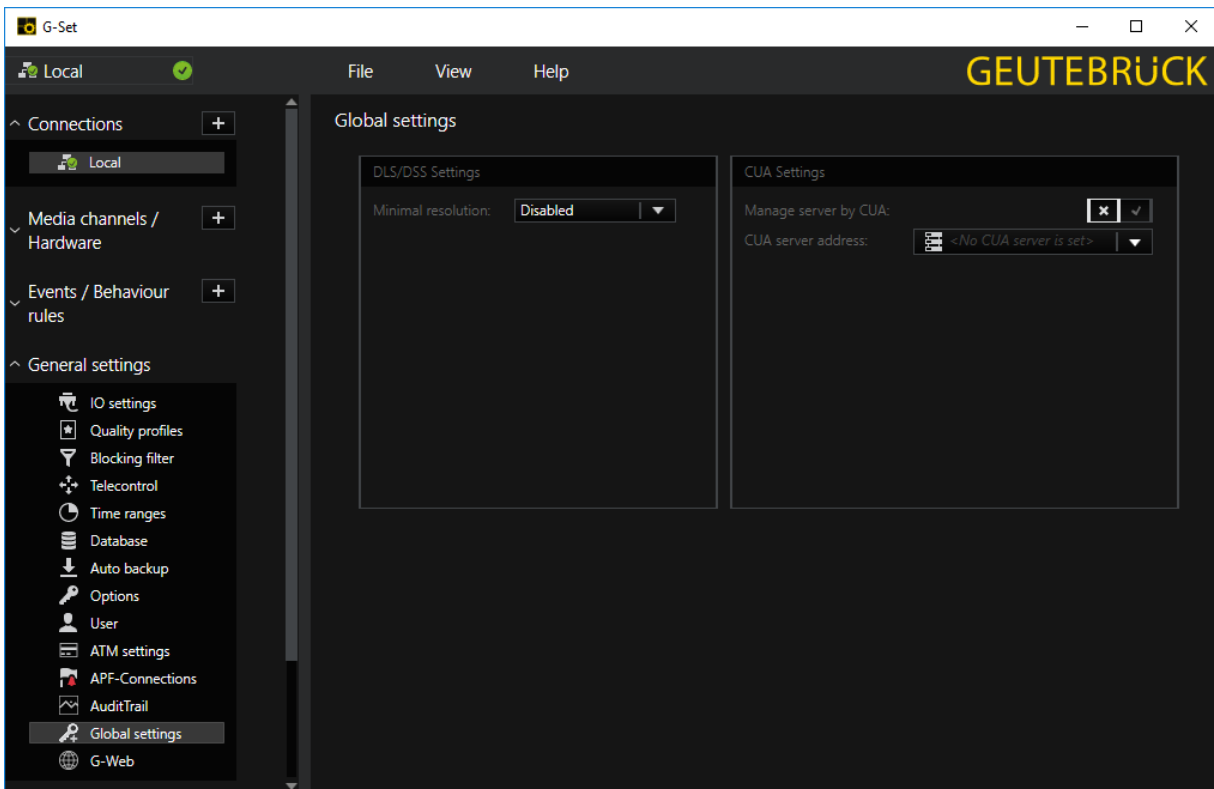 G-Set
Local
File View Help
GEUTEBRÜCK
Connections
Local
Media channels /
Hardware
Events / Behaviour
rules
General settings
IO settings
Quality profiles
Blocking filter
Telecontrol
Time ranges
Database
Auto backup
Options
User
ATM settings
APF-Connections
AuditTrail
Global settings
G-Web
Global settings
DLS/DSS Settings
Minimal resolution: Disabled
CUA Settings
Manage server by CUA:
CUA server address: <No CUA server is set>